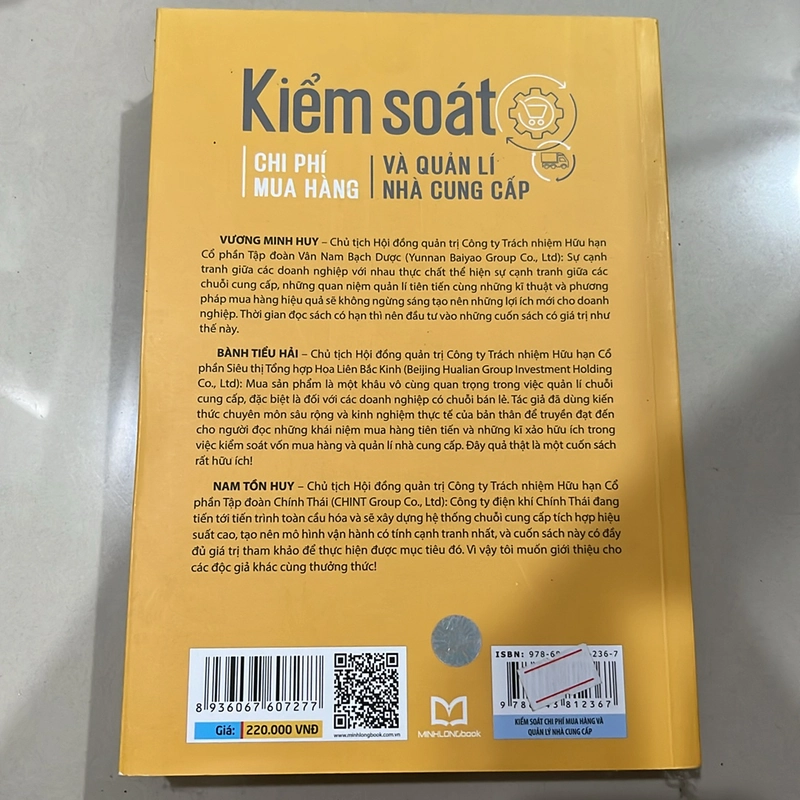 Kiểm soát
CHI PHÍ
MUA HÀNG
VÀ QUẢN LÍ
NHÀ CUNG CẤP
VƯƠNG MINH HUY – Chủ tịch Hội đồng quản trị Công ty Trách nhiệm Hữu hạn
Cổ phần Tập đoàn Vân Nam Bạch Dược (Yunnan Baiyao Group Co., Ltd): Sự cạnh
tranh giữa các doanh nghiệp với nhau thực chất thể hiện sự cạnh tranh giữa các
chuỗi cung cấp, những quan niệm quản lí tiên tiến cùng những kĩ thuật và phương
pháp mua hàng hiệu quả sẽ không ngừng sáng tạo nên những lợi ích mới cho doanh
nghiệp. Thời gian đọc sách có hạn thì nên đầu tư vào những cuốn sách có giá trị như
thế này.
BÀNH TIỂU HẢI – Chủ tịch Hội đồng quản trị Công ty Trách nhiệm Hữu hạn Cổ
phần Siêu thị Tổng hợp Hoa Liên Bắc Kinh (Beijing Hualian Group Investment Holding
Co., Ltd): Mua sản phẩm là một khâu vô cùng quan trọng trong việc quản lí chuỗi
cung cấp, đặc biệt là đối với các doanh nghiệp có chuỗi bán lẻ. Tác giả đã dùng kiến
thức chuyên môn sâu rộng và kinh nghiệm thực tế của bản thân để truyền đạt đến
cho người đọc những khái niệm mua hàng tiên tiến và những kĩ xảo hữu ích trong
việc kiểm soát vốn mua hàng và quản lí nhà cung cấp. Đây quả thật là một cuốn sách
rất hữu ích!
NAM TỒN HUY – Chủ tịch Hội đồng quản trị Công ty Trách nhiệm Hữu hạn Cổ
phần Tập đoàn Chính Thái (CHINT Group Co., Ltd): Công ty điện khí Chính Thái đang
tiến tới tiến trình toàn cầu hóa và sẽ xây dựng hệ thống chuỗi cung cấp tích hợp hiệu
suất cao, tạo nên mô hình vận hành có tính cạnh tranh nhất, và cuốn sách này có đầy
đủ giá trị tham khảo để thực hiện được mục tiêu đó. Vì vậy tôi muốn giới thiệu cho
các độc giả khác cùng thưởng thức!
8 936067 607277
Giá: 220.000 VNĐ
www.minhlongbook.com.vn
MINHLONGbook
ISBN: 978-6 236-7
9 78 3 812367
KIỂM SOÁT CHI PHÍ MUA HÀNG VÀ
QUẢN LÝ NHÀ CUNG CẤP